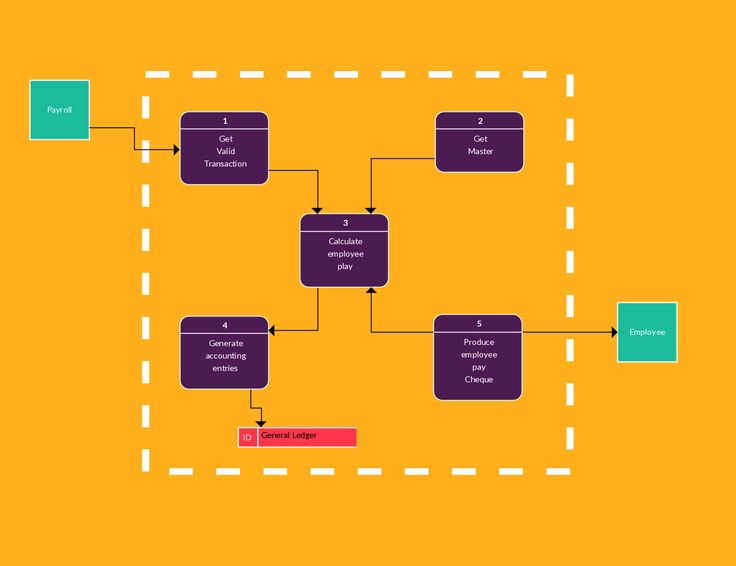 Payroll
1
Get
Valid
Transaction
2
Get
Master
3
Calculate
employee
play
4
Generate
accounting
entries
5
Produce
employee
pay
Cheque
Employee
ID
General Ledger